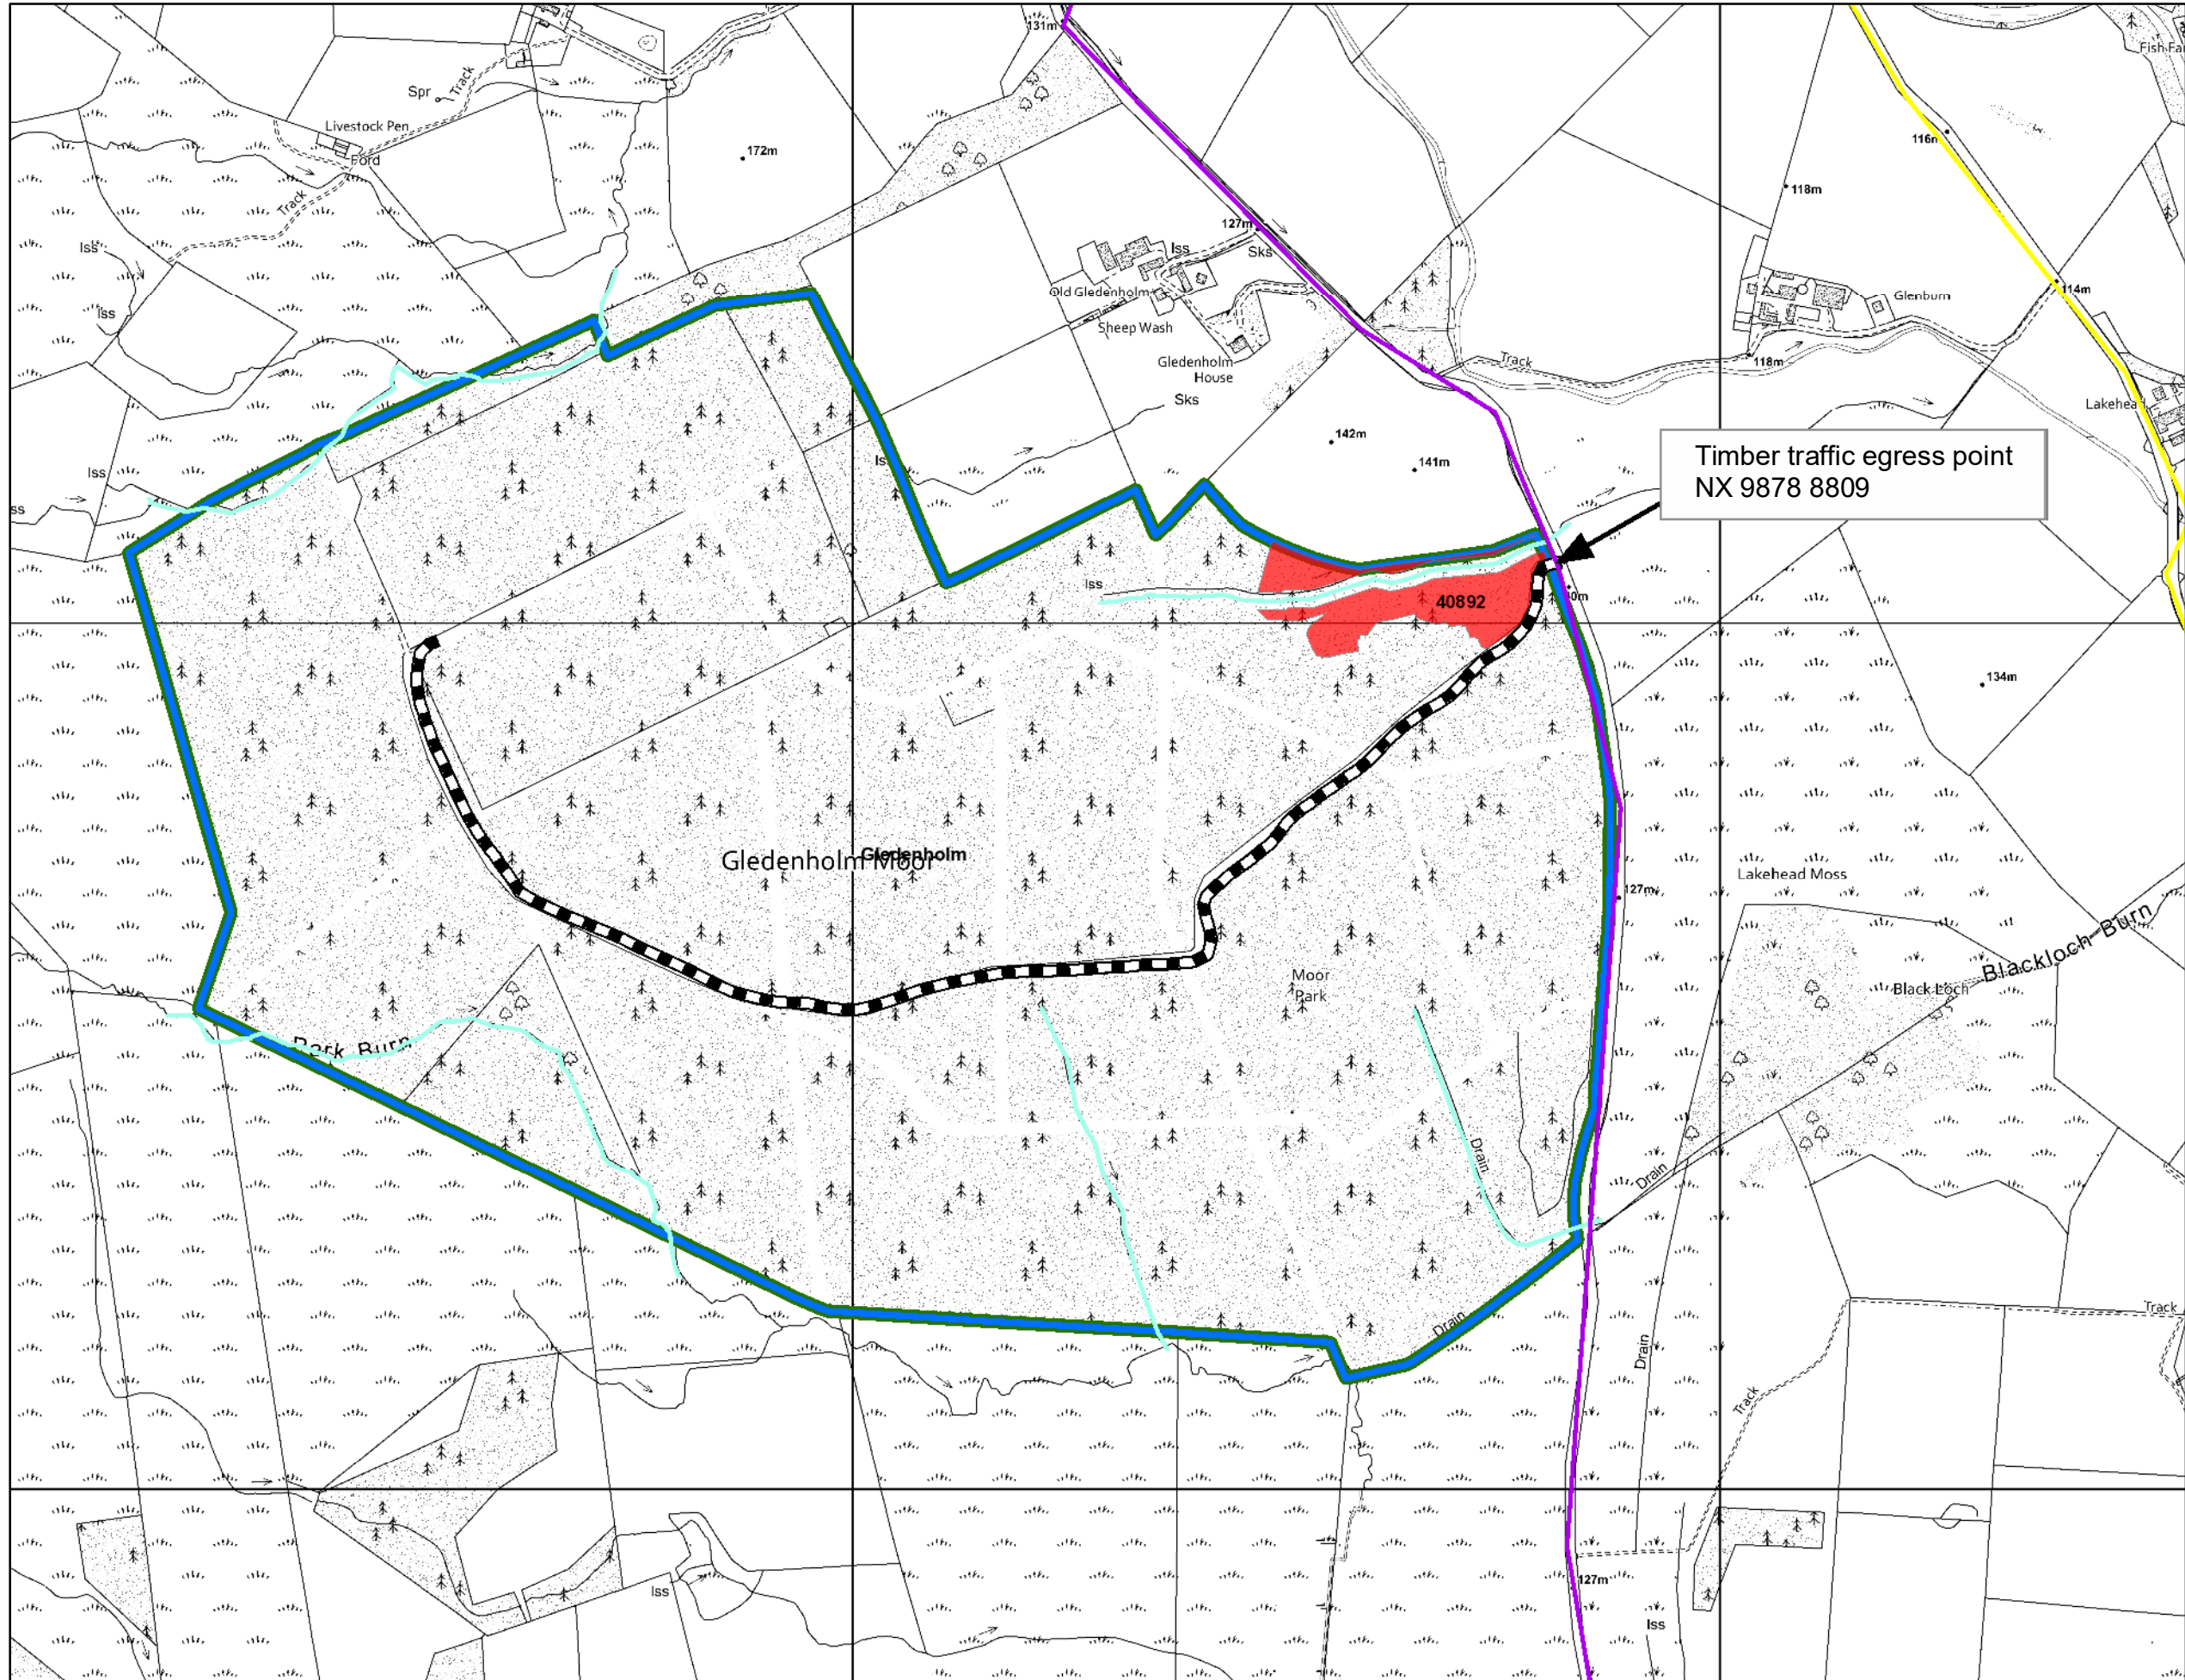 131m
Fish Fa
Spr
Track
Livestock Pen
Ford
172m
116m
118m
Track
127m
Iss
Sks
Iss
114m
Old Gledenholm
Glenburn
Iss
Sheep Wash
Gledenholm
House
Track
118m
Sks
Lakehead
142m
Iss
141m
Timber traffic egress point
NX 9878 8809
Iss
ss
Iss
40892
134m
Gledenholm Moor
Gledenholm
Lakehead Moss
127m
Blackloch Burn
Moor
Park
Black Loch
Park Burn
Drain
Drain
Track
Drain
Drain
Track
127m
Iss
Iss